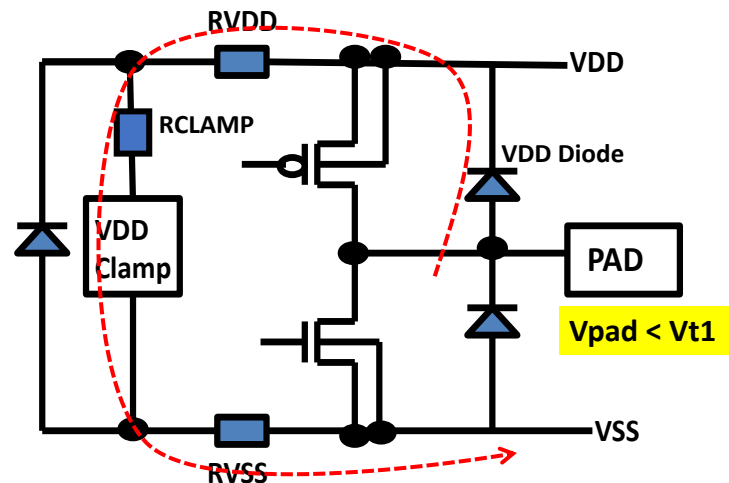 RVDD
VDD
RCLAMP
VDD Diode
VDD
Clamp
PAD
Vpad < Vt1
VSS
RVSS